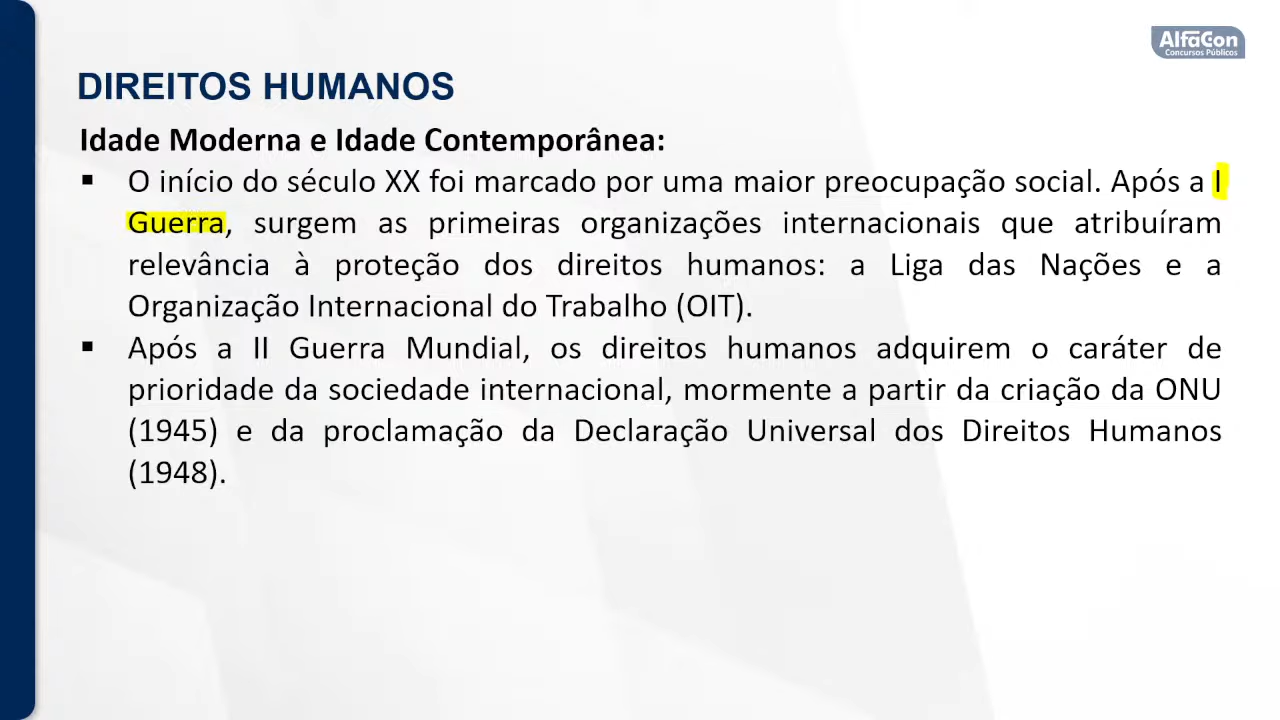 AlfaCon
Concursos Públicos
DIREITOS HUMANOS
Idade Moderna e Idade Contemporânea:
▪ O início do século XX foi marcado por uma maior preocupação social. Após a I
Guerra, surgem as primeiras organizações internacionais que atribuíram
relevância à proteção dos direitos humanos: a Liga das Nações e a
Organização Internacional do Trabalho (OIT).
▪ Após a II Guerra Mundial, os direitos humanos adquirem o caráter de
prioridade da sociedade internacional, mormente a partir da criação da ONU
(1945) e da proclamação da Declaração Universal dos Direitos Humanos
(1948).